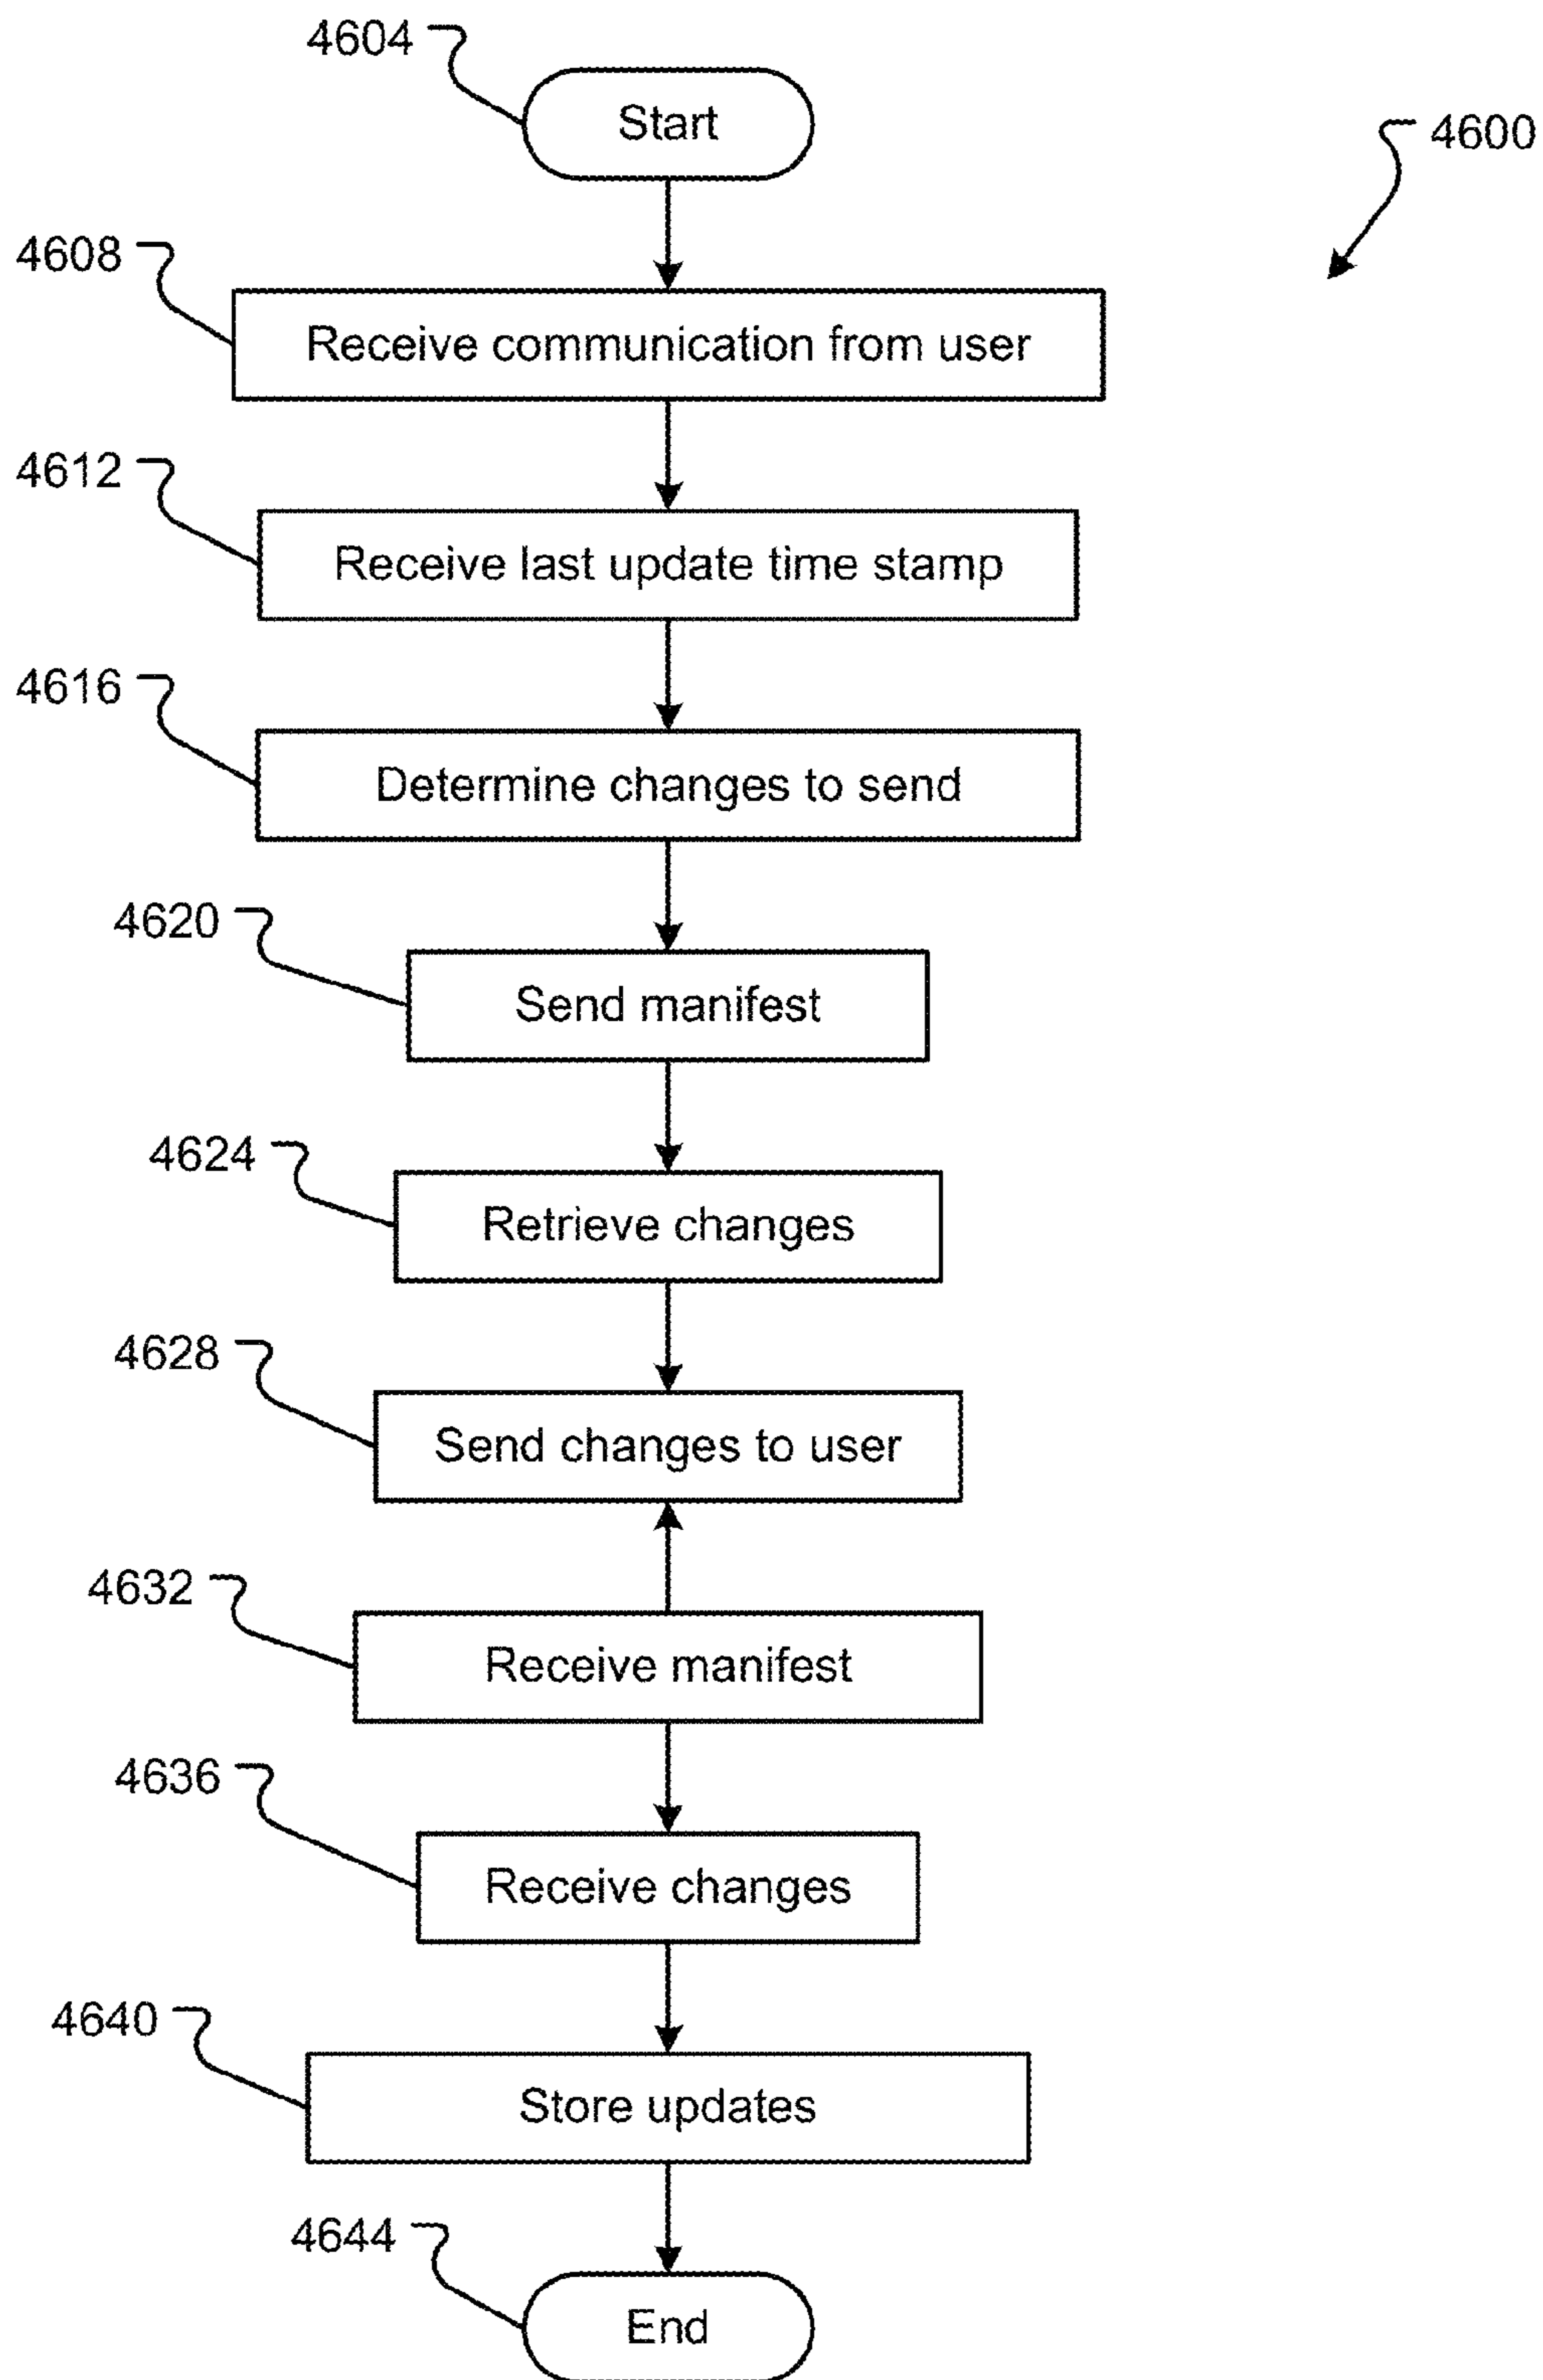 4604
Start
4600
4608
Receive communication from user
4612
Receive last update time stamp
4616
Determine changes to send
4620
Send manifest
4624
Retrieve changes
4628
Send changes to user
4632
Receive manifest
4636
Receive changes
4640
Store updates
4644
End